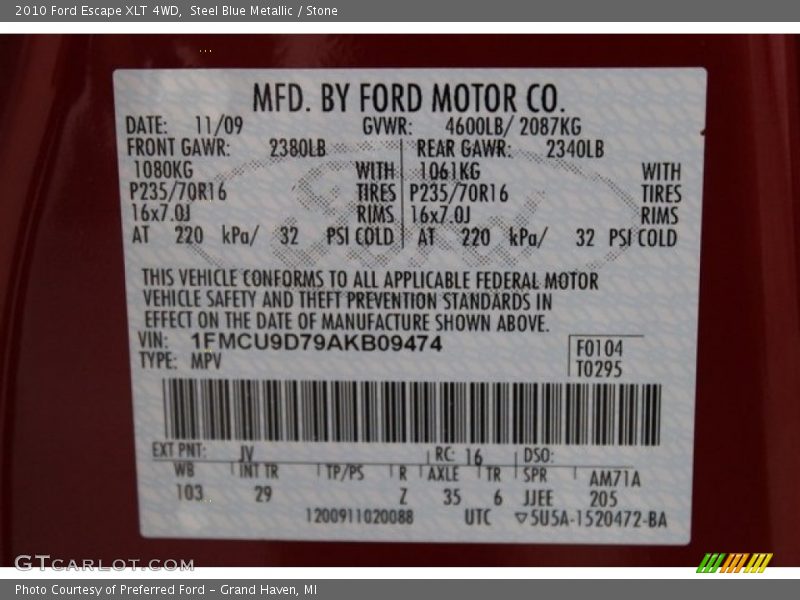 2010 Ford Escape XLT 4WD, Steel Blue Metallic / Stone
MFD. BY FORD MOTOR CO.
DATE: 11/09 GVWR: 4600LB/ 2087KG
FRONT GAWR: 2380LB REAR GAWR: 2340LB
1080KG WITH 1061KG WITH
P235/70R16 TIRES P235/70R16 TIRES
16x7.0J RIMS 16x7.0J RIMS
AT 220 kPa/ 32 PSI COLD AT 220 kPa/ 32 PSI COLD
THIS VEHICLE CONFORMS TO ALL APPLICABLE FEDERAL MOTOR
VEHICLE SAFETY AND THEFT PREVENTION STANDARDS IN
EFFECT ON THE DATE OF MANUFACTURE SHOWN ABOVE.
VIN: 1FMCU9D79AKB09474 F0104
TYPE: MPV T0295
EXT PNT: JV RC: 16 DSO:
WB INT TR TP/PS R AXLE TR SPR AM71A
103 29 Z 35 6 JJEE 205
1200911020088 UTC ▽5U5A-1520472-BA
GTCARLOT.COM
Photo Courtesy of Preferred Ford – Grand Haven, MI